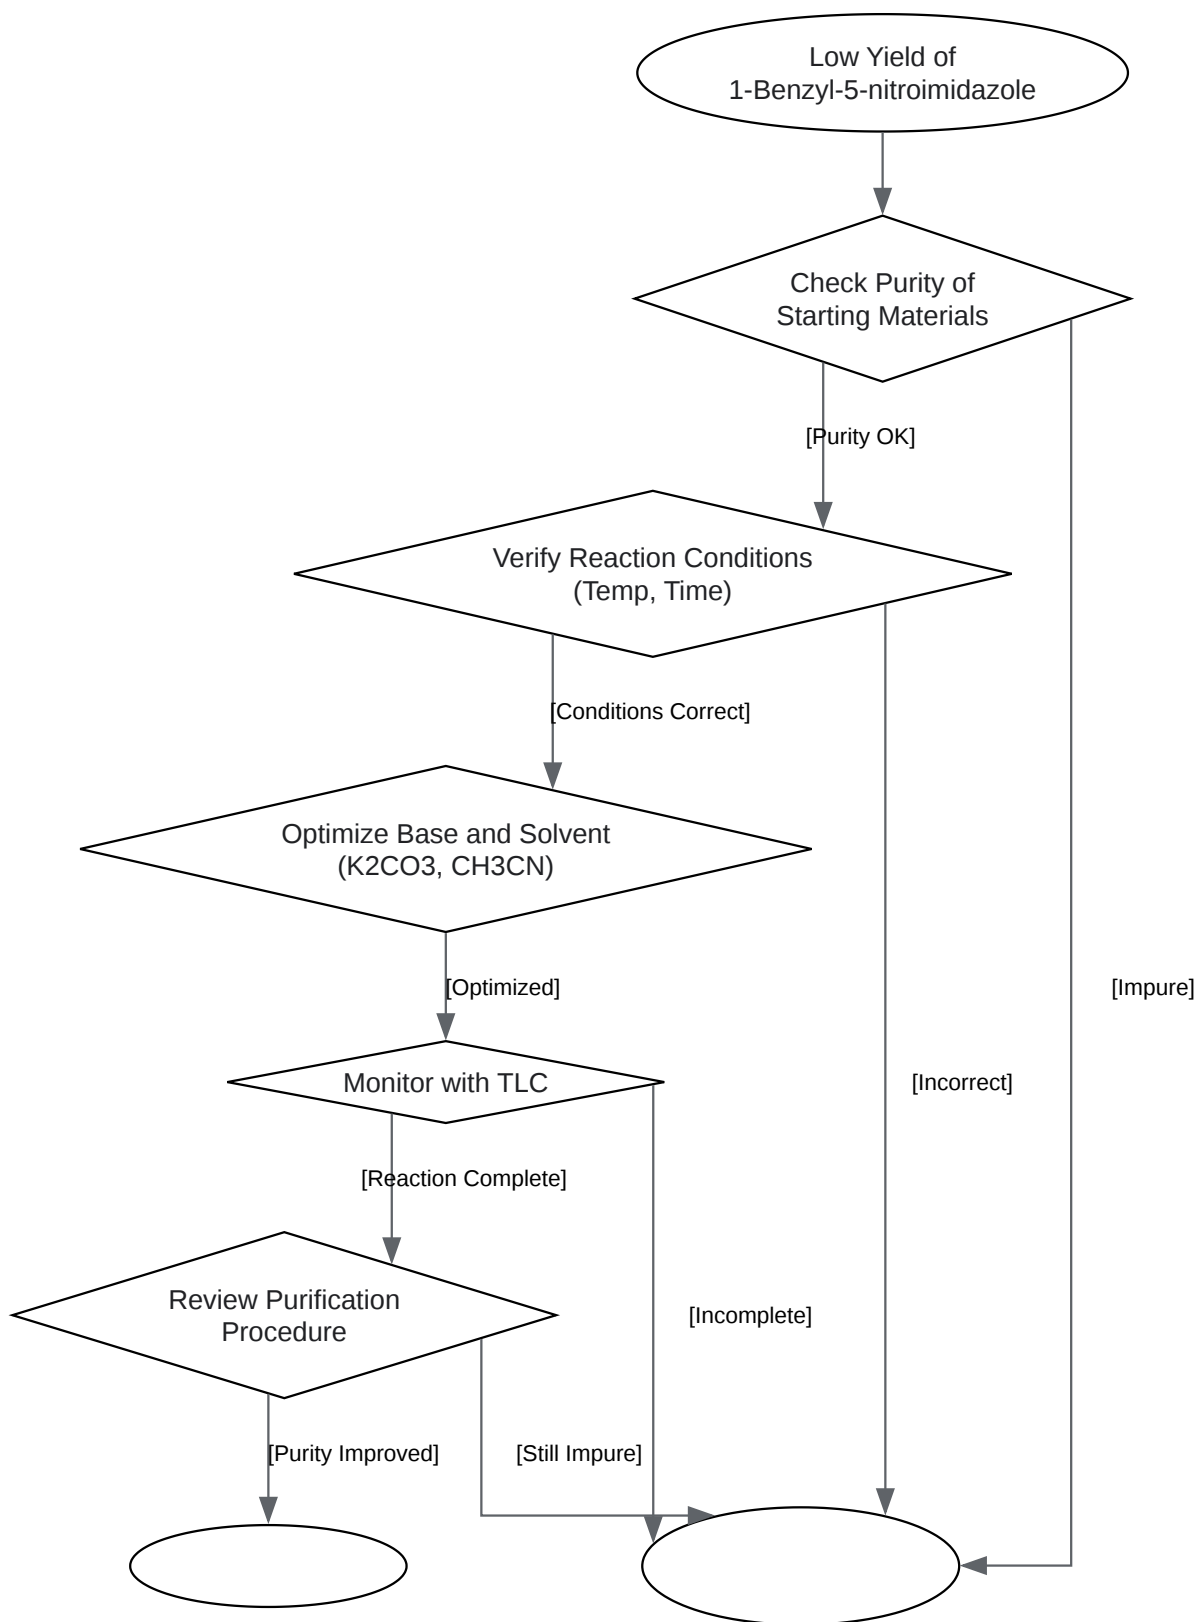 Low Yield of
1-Benzyl-5-nitroimidazole
Check Purity of
Starting Materials
[Purity OK]
Verify Reaction Conditions
(Temp, Time)
[Conditions Correct]
Optimize Base and Solvent
(K2CO3, CH3CN)
[Optimized]
[Impure]
Monitor with TLC
[Incorrect]
[Reaction Complete]
Review Purification
Procedure
[Incomplete]
[Purity Improved]
[Still Impure]